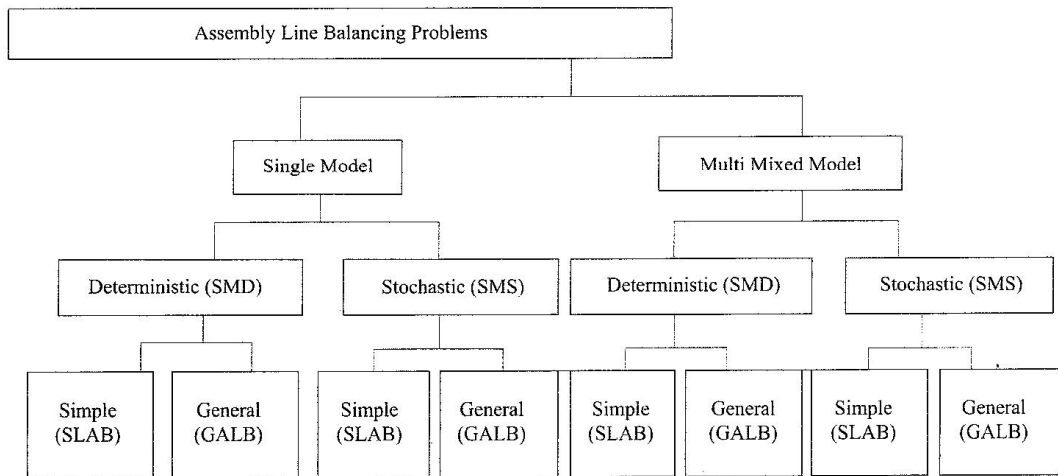 Assembly Line Balancing Problems
Single Model
Multi Mixed Model
Deterministic (SMD)
Stochastic (SMS)
Deterministic (SMD)
Stochastic (SMS)
Simple
(SLAB)
General
(GALB)
Simple
(SLAB)
General
(GALB)
Simple
(SLAB)
General
(GALB)
Simple
(SLAB)
General
(GALB)